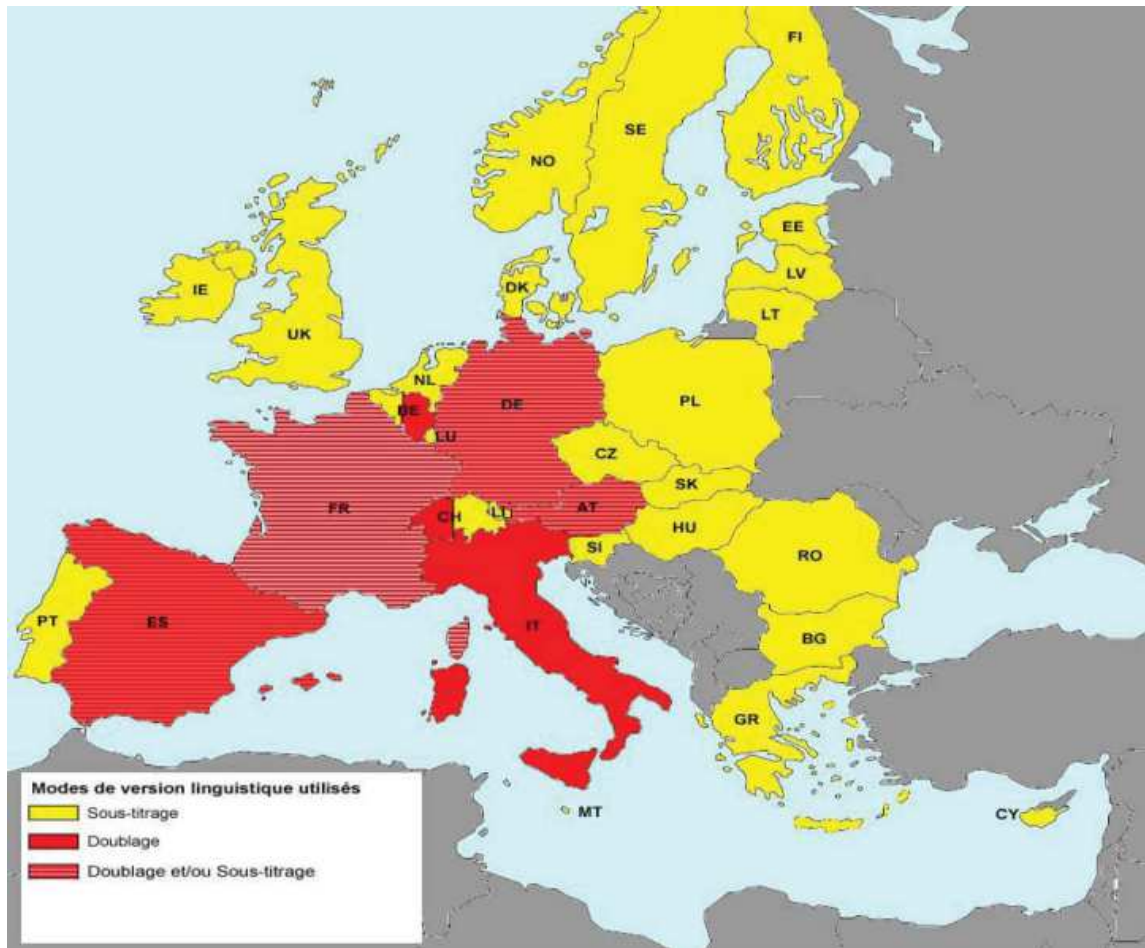 FI
SE
NO
EE
LV
IE
DK
LT
UK
NL
BE
DE
PL
LU
CZ
SK
FR
CH
LI
AT
HU
SI
RO
PT
ES
IT
BG
GR
MT
CY
Modes de version linguistique utilisés
Sous-titrage
Doublage
Doublage et/ou Sous-titrage